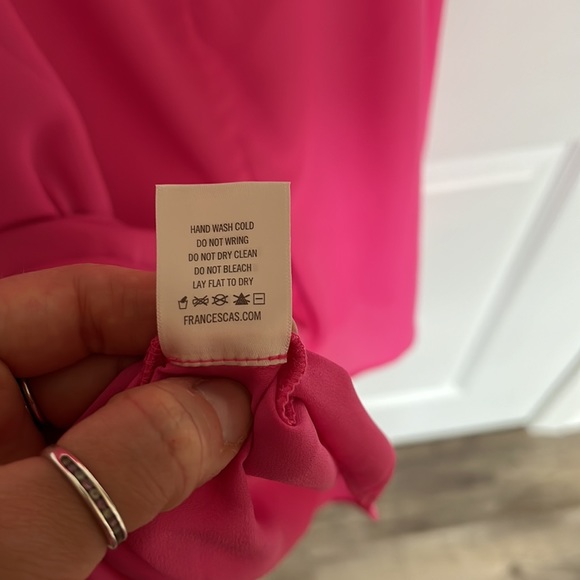 HAND WASH COLD
DO NOT WRING
DO NOT DRY CLEAN
DO NOT BLEACH
LAY FLAT TO DRY
FRANCESCAS.COM